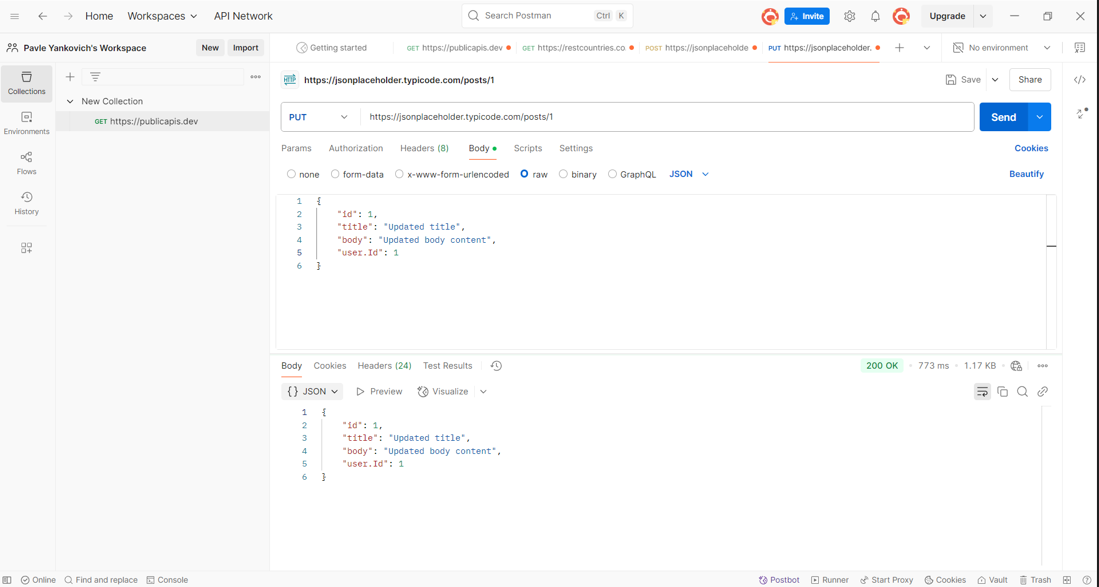 Home Workspaces API Network Search Postman Ctrl K Invite Upgrade
Pavle Yankovich's Workspace New Import Getting started GET https://publicapis.dev GET https://restcountries.co POST https://jsonplaceholde PUT https://jsonplaceholder. No environment
Collections
Environments
Flows
History
New Collection
GET https://publicapis.dev
HTTP https://jsonplaceholder.typicode.com/posts/1 Save Share
PUT https://jsonplaceholder.typicode.com/posts/1 Send
Params Authorization Headers (8) Body Scripts Settings Cookies
none form-data x-www-form-urlencoded raw binary GraphQL JSON Beautify
1 {
2 "id": 1,
3 "title": "Updated title",
4 "body": "Updated body content",
5 "user.Id": 1
6 }
Body Cookies Headers (24) Test Results 200 OK • 773 ms • 1.17 KB
{} JSON Preview Visualize
1 {
2 "id": 1,
3 "title": "Updated title",
4 "body": "Updated body content",
5 "user.Id": 1
6 }
Online Find and replace Console Postbot Runner Start Proxy Cookies Vault Trash